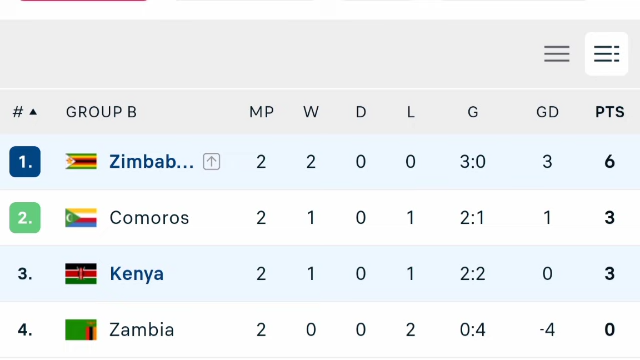 # ▲ GROUP B MP W D L G GD PTS
1. Zimbab... 2 2 0 0 3:0 3 6
2. Comoros 2 1 0 1 2:1 1 3
3. Kenya 2 1 0 1 2:2 0 3
4. Zambia 2 0 0 2 0:4 -4 0